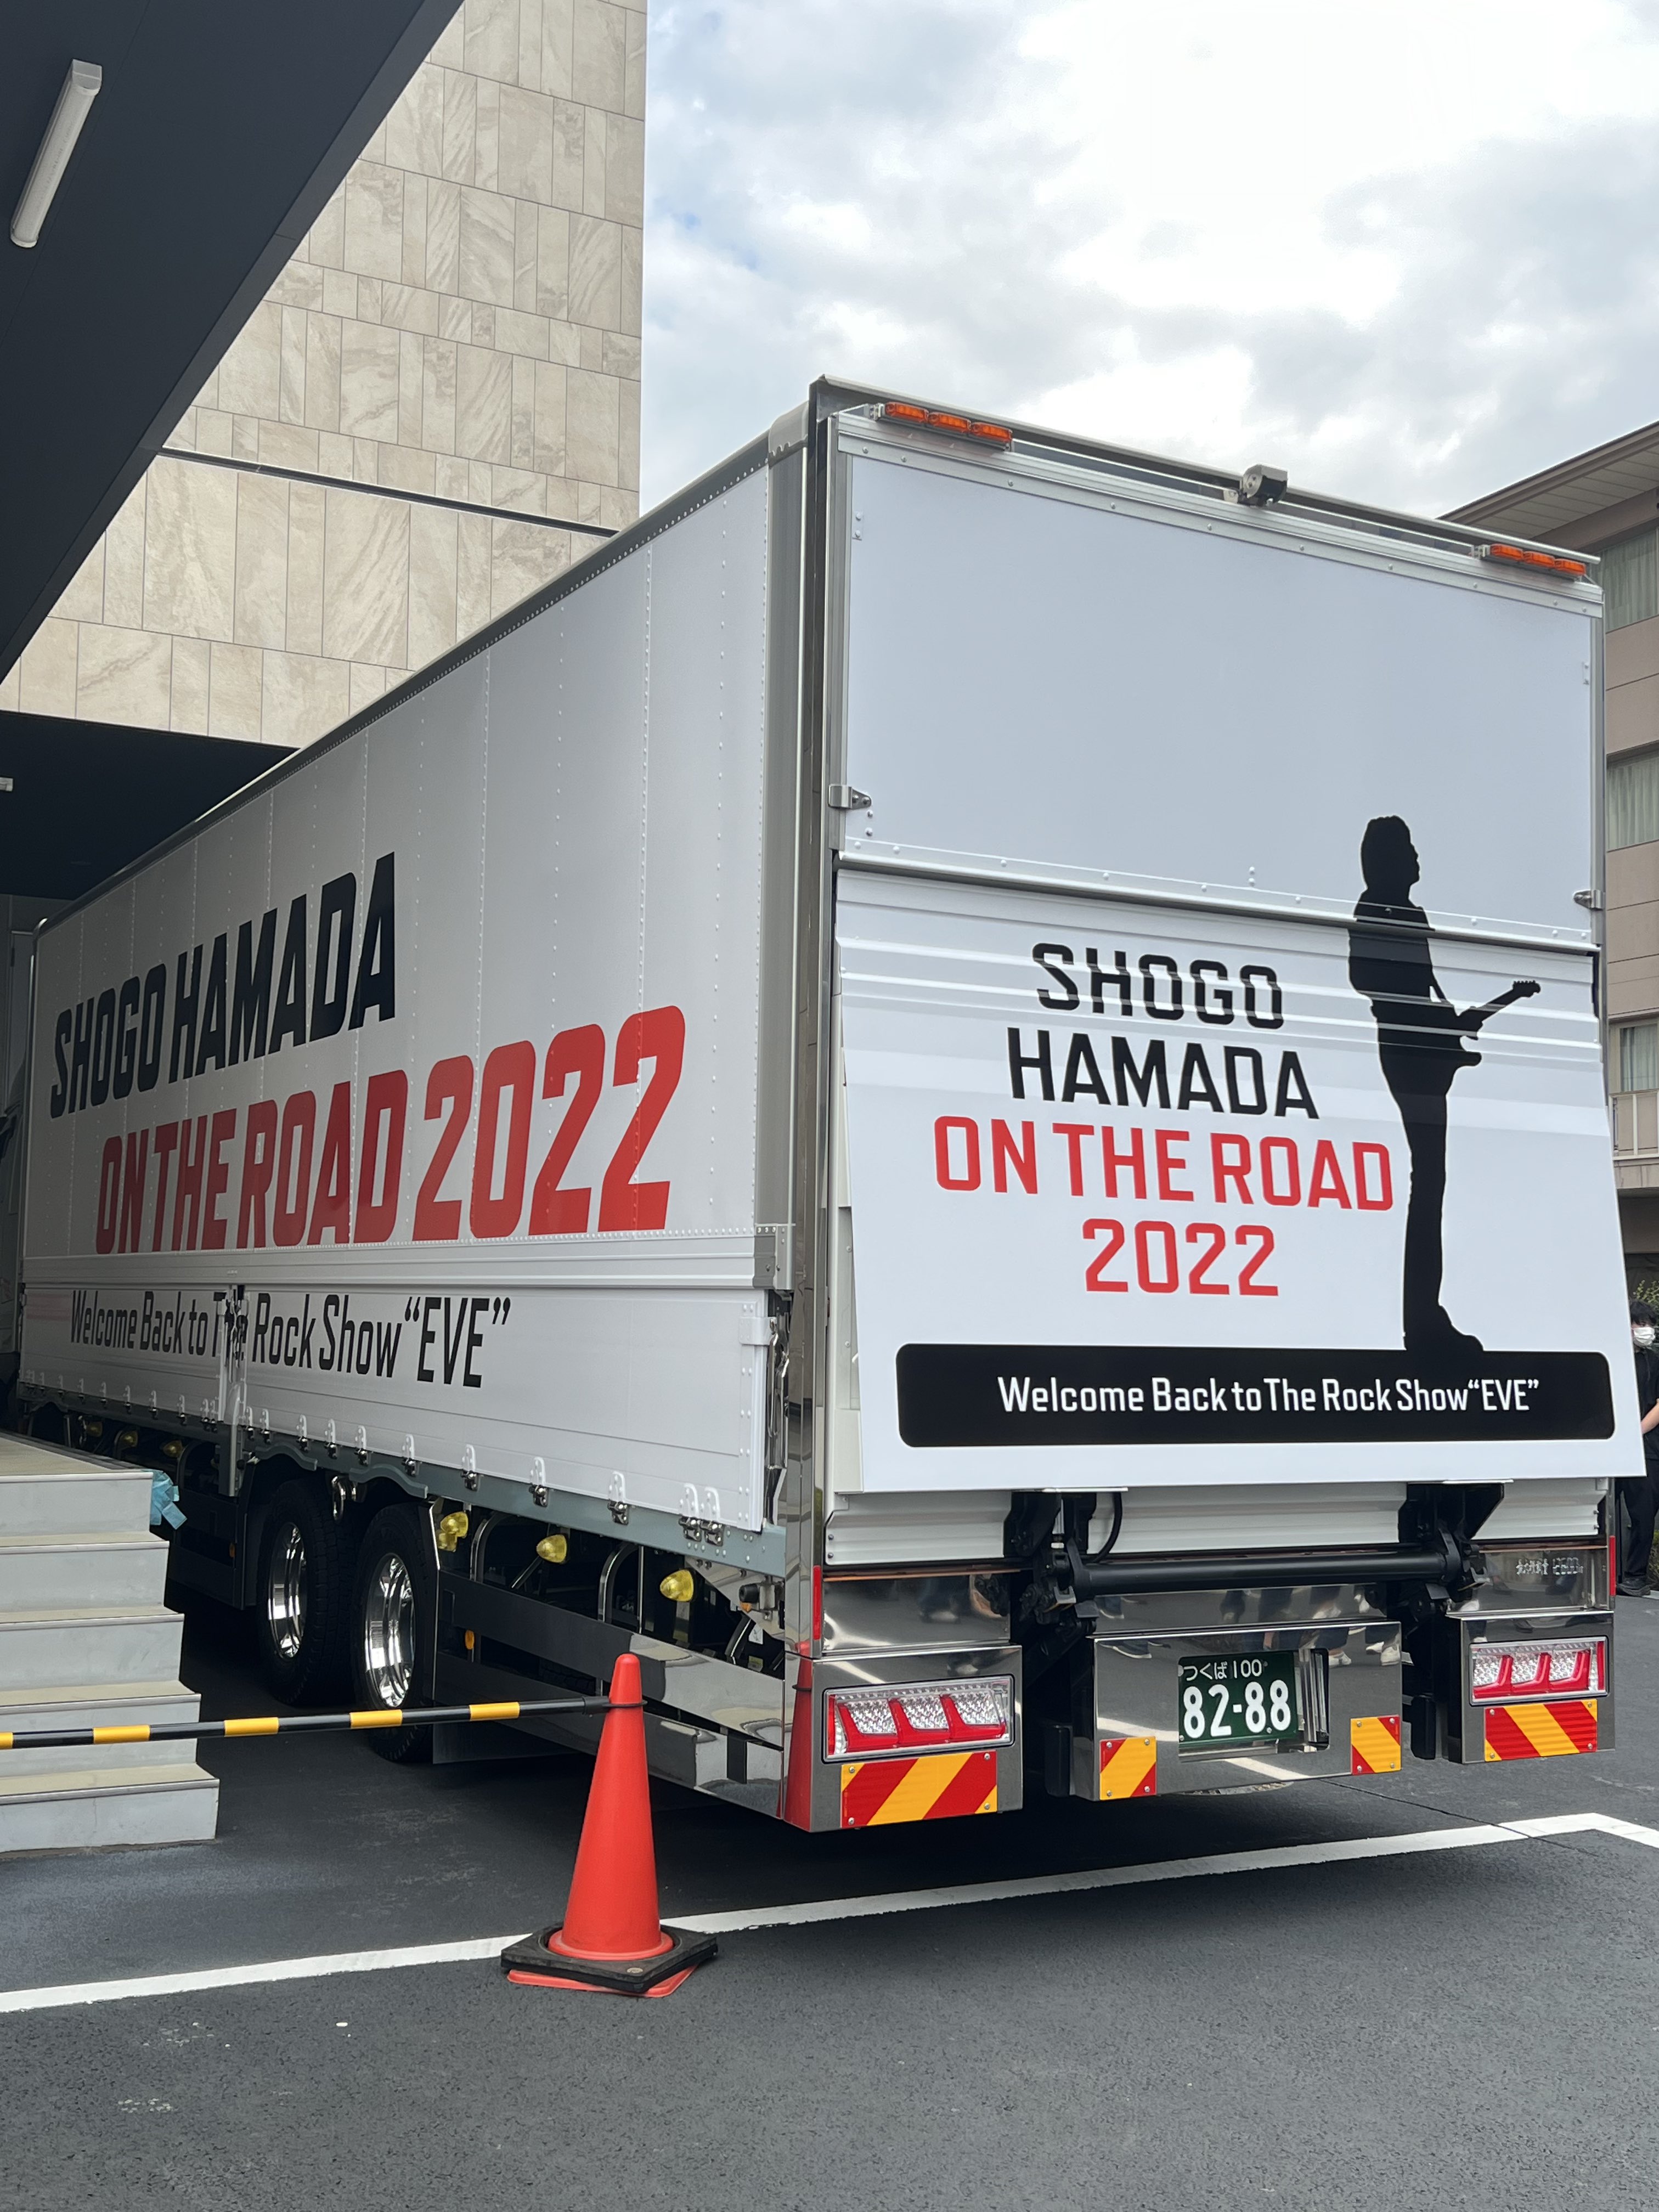 SHOGO HAMADA
ON THE ROAD 2022
Welcome Back to The Rock Show “EVE”
SHOGO
HAMADA
ON THE ROAD
2022
Welcome Back to The Rock Show “EVE”
つくば 100
か
82-88